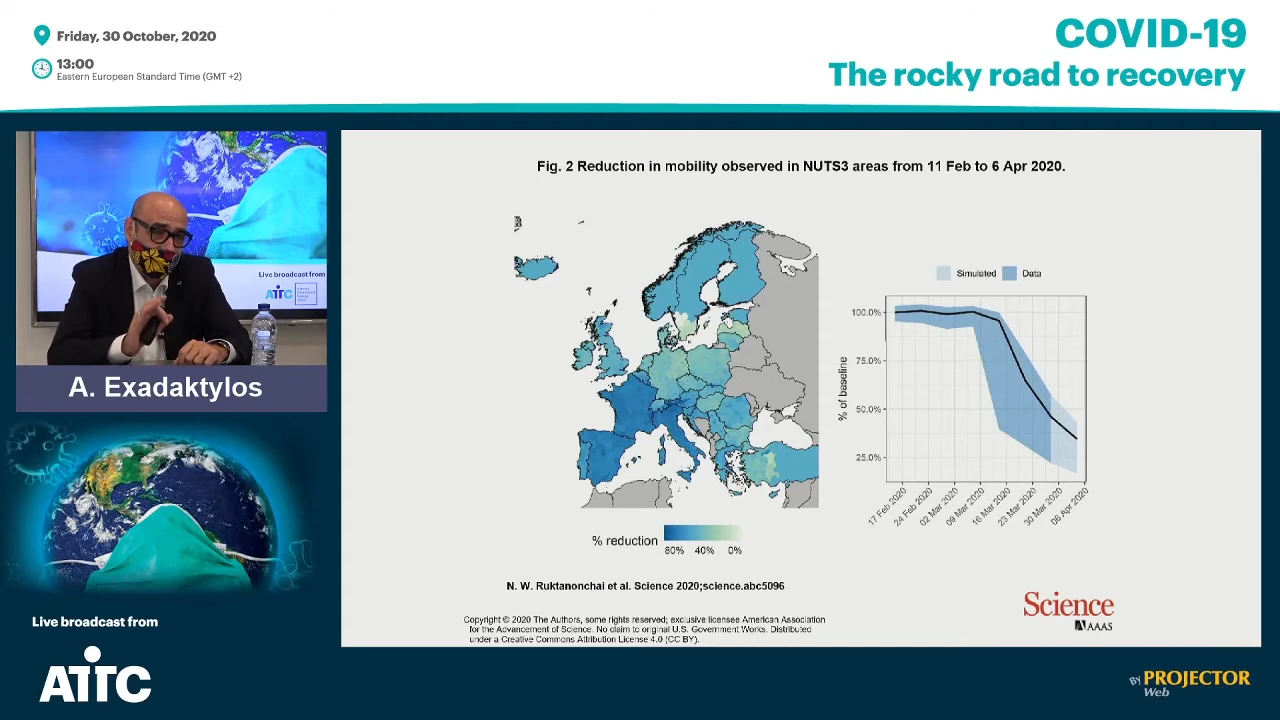 Friday, 30 October, 2020
13:00
Eastern European Standard Time (GMT +2)
COVID-19
The rocky road to recovery
Live broadcast from
ATTC
A. Exadaktylos
Live broadcast from
ATTC
Fig. 2 Reduction in mobility observed in NUTS3 areas from 11 Feb to 6 Apr 2020.
Simulated
Data
100.0%
75.0%
50.0%
25.0%
% of baseline
17 Feb 2020
24 Feb 2020
02 Mar 2020
09 Mar 2020
16 Mar 2020
23 Mar 2020
30 Mar 2020
06 Apr 2020
% reduction
80% 40% 0%
N. W. Ruktanonchai et al. Science 2020;science.abc5096
Copyright © 2020 The Authors, some rights reserved; exclusive licensee American Association
for the Advancement of Science. No claim to original U.S. Government Works. Distributed
under a Creative Commons Attribution License 4.0 (CC BY).
Science
AAAS
By PROJECTOR
Web